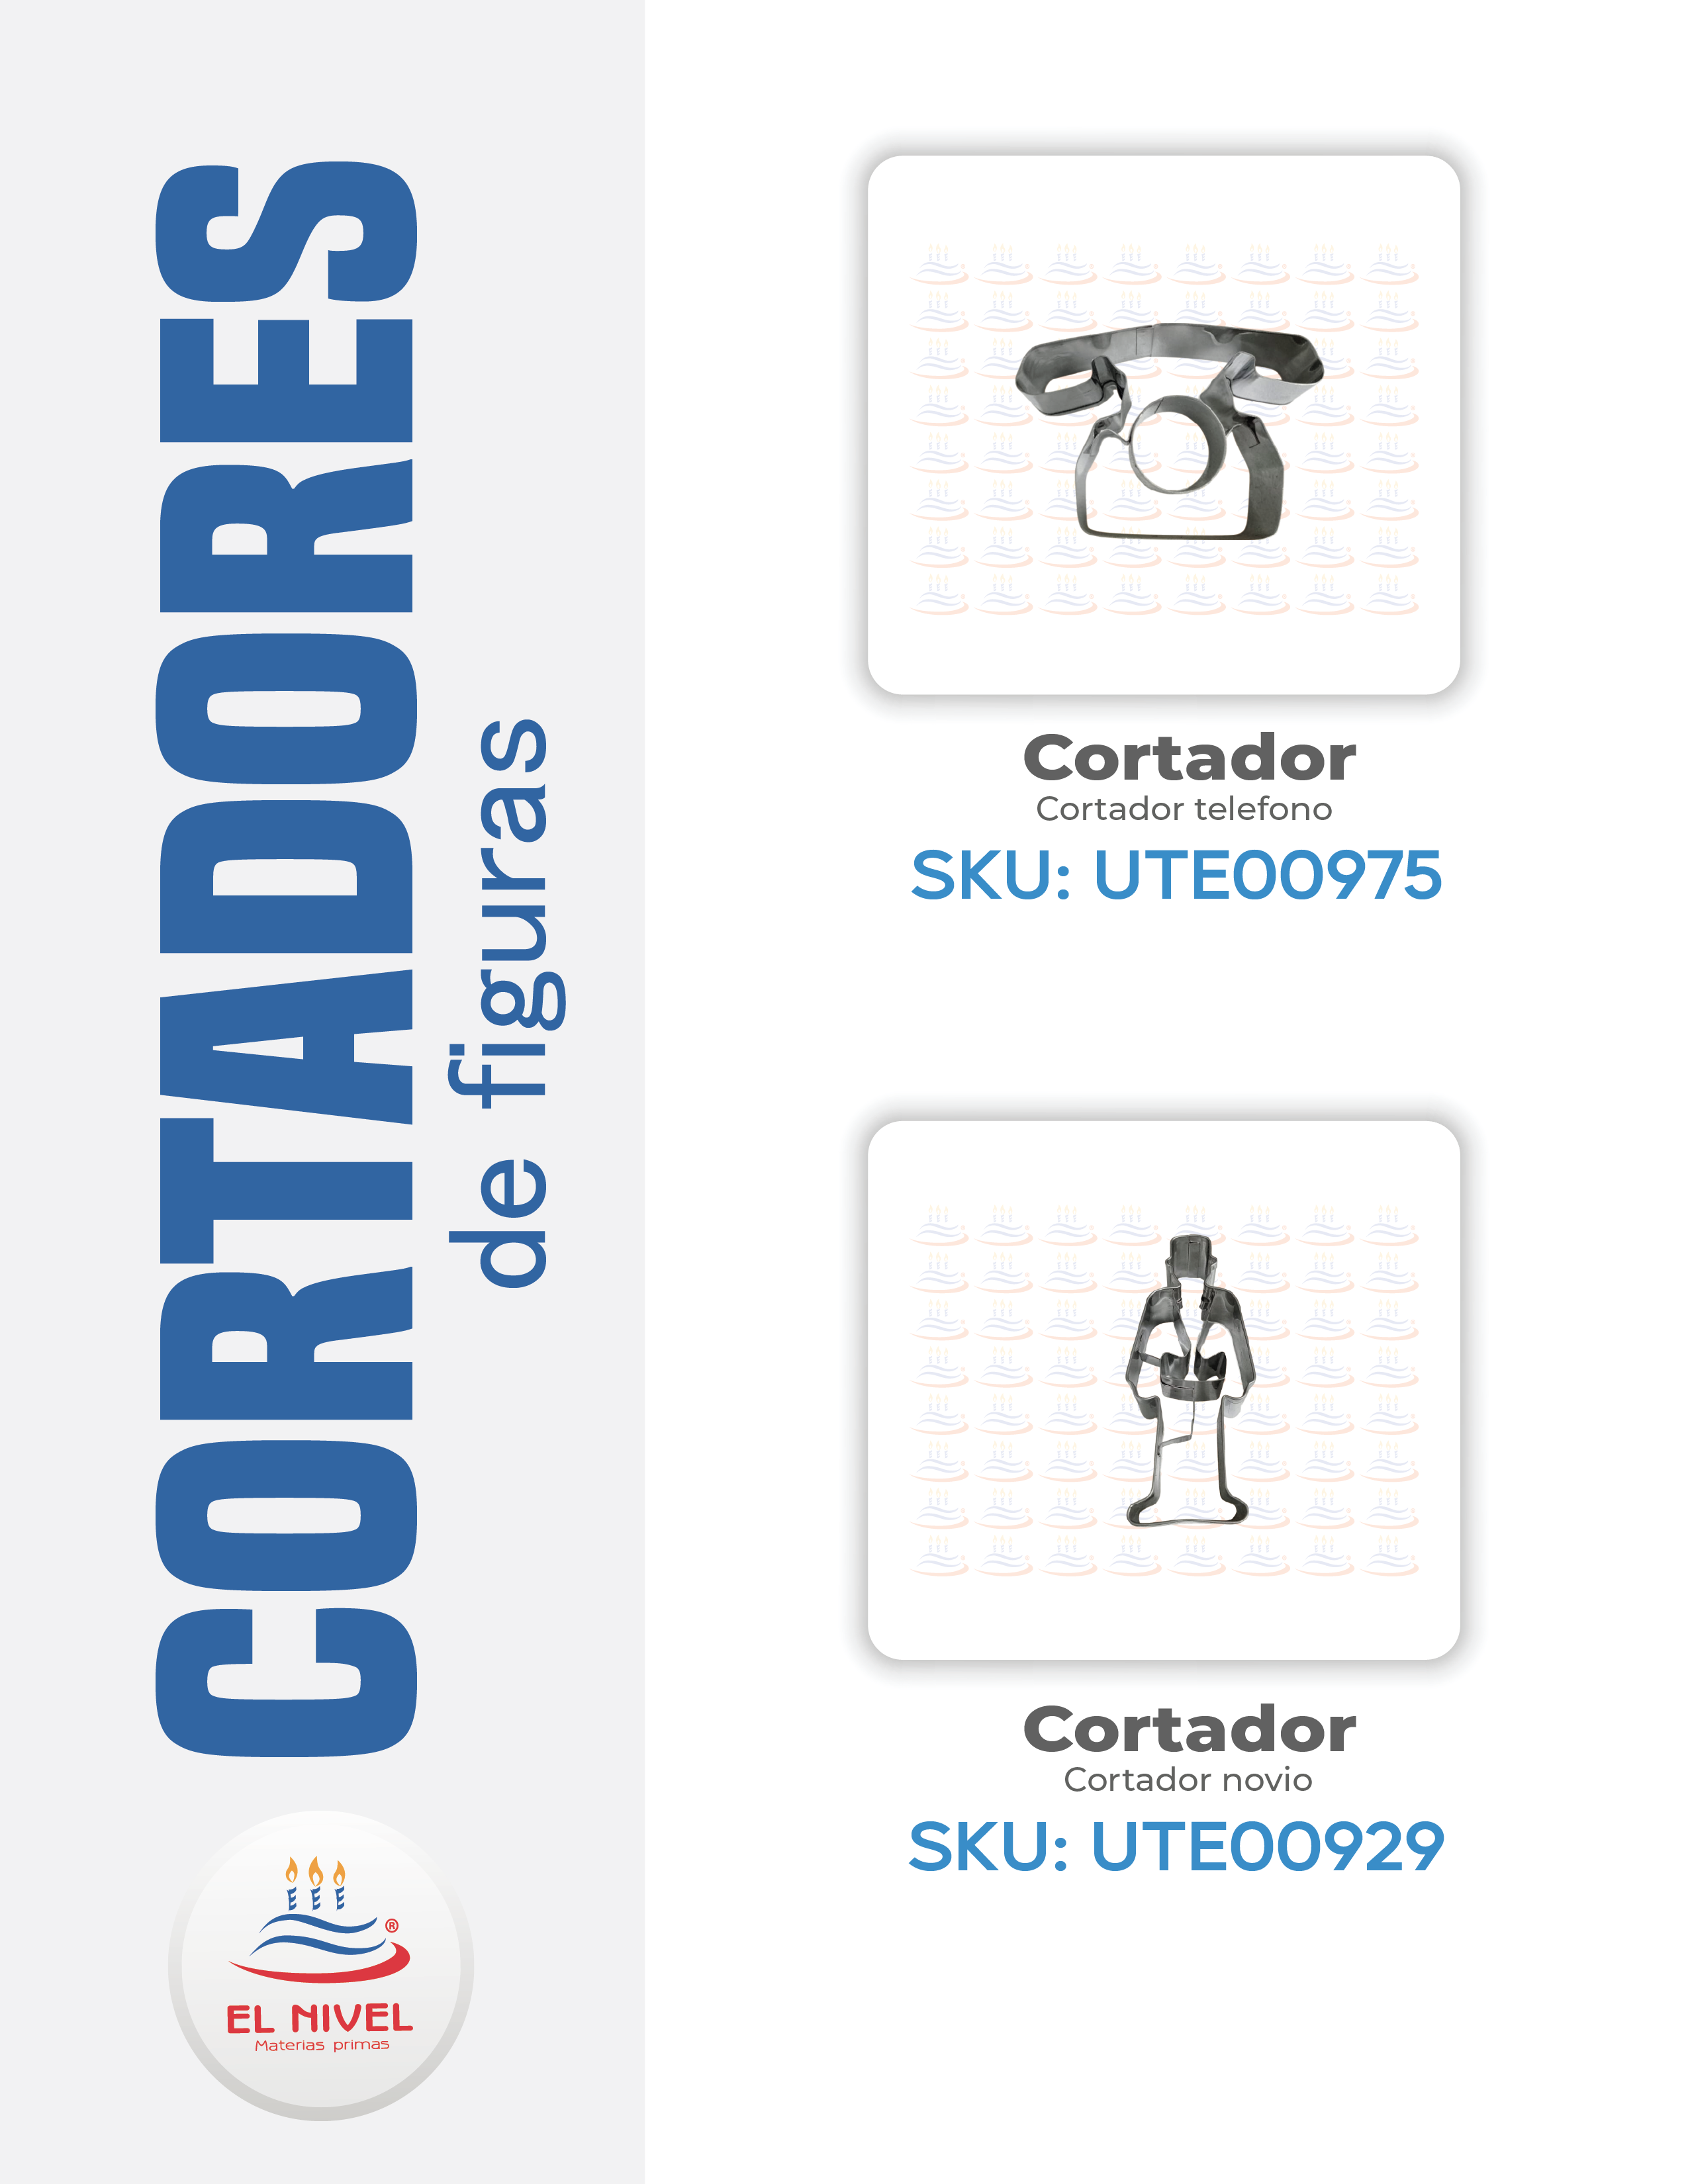 CORTADORES
de figuras
Cortador
Cortador telefono
SKU: UTE00975
Cortador
Cortador novio
SKU: UTE00929
®
EL NIVEL
Materias primas